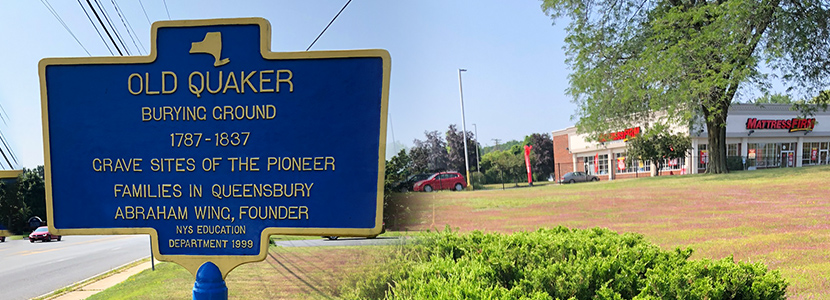 OLD QUAKER
BURYING GROUND
1787-1837
GRAVE SITES OF THE PIONEER
FAMILIES IN QUEENSBURY
ABRAHAM WING, FOUNDER
NYS EDUCATION
DEPARTMENT 1999
MATTRESS FIRM